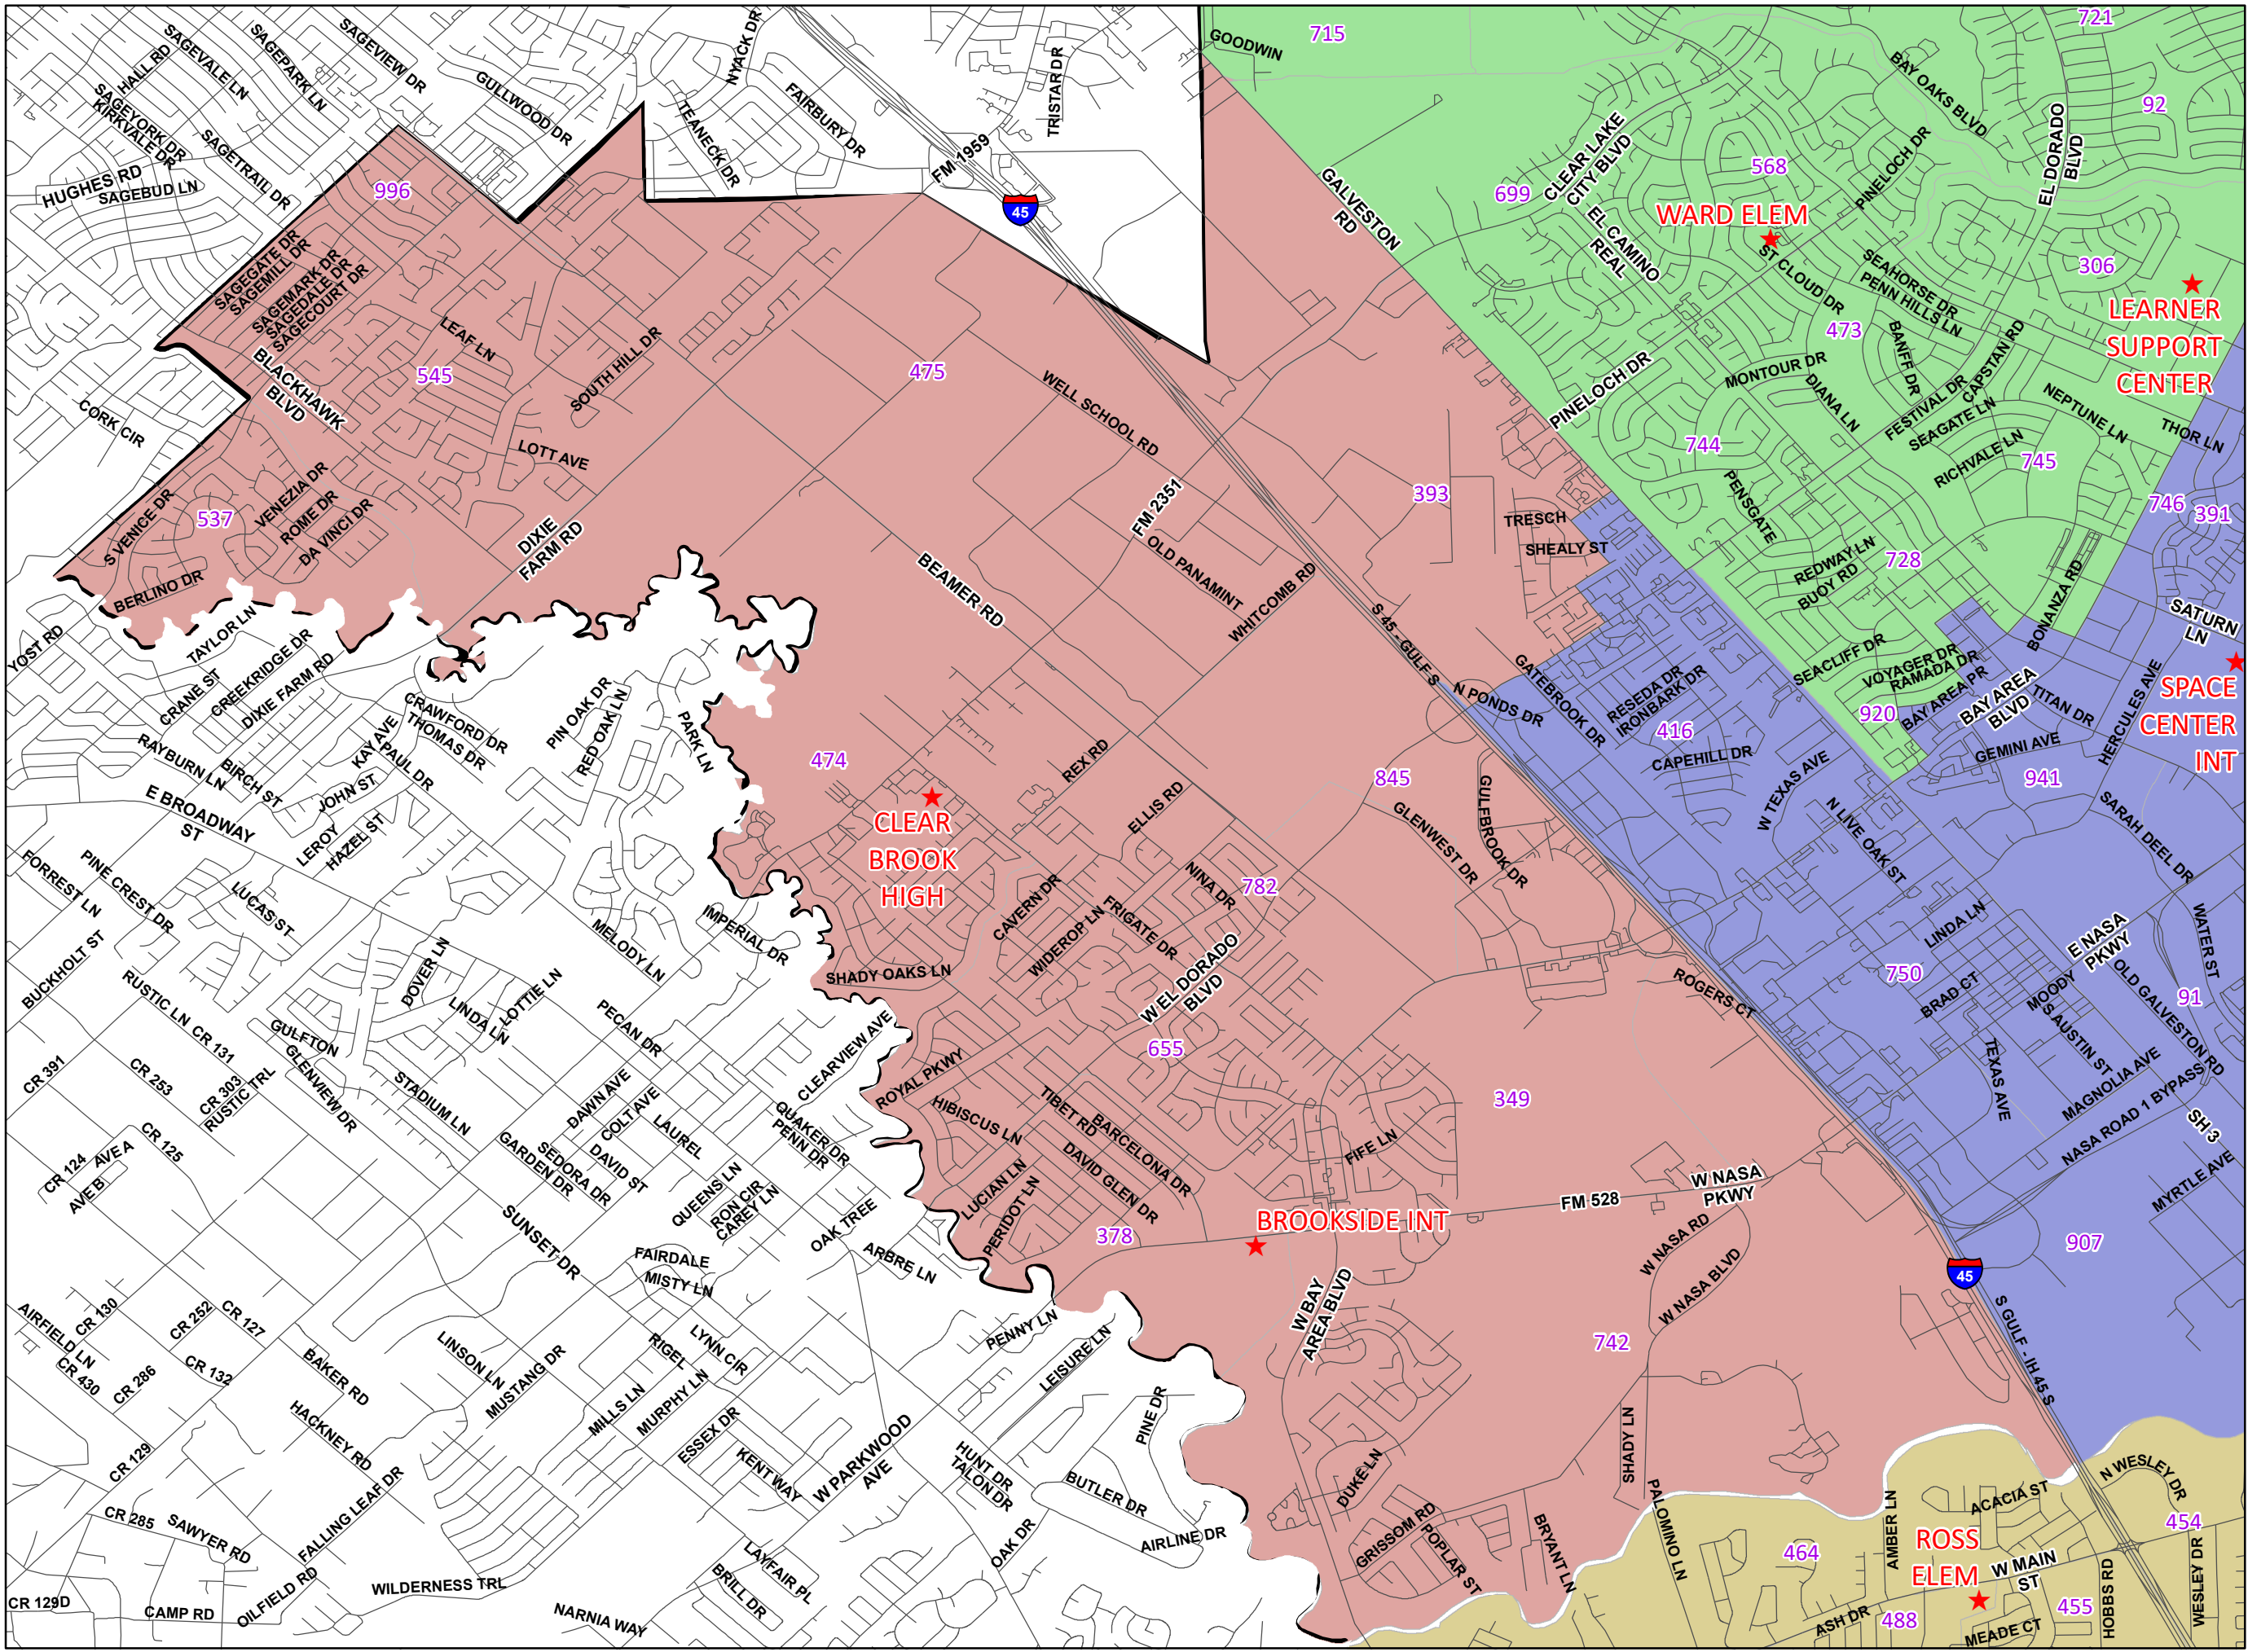 SAGEVIEW DR
SAGEPARK LN
SAGEVALE LN
HALL RD
SAGEYORK DR
KIRKVALE DR
HUGHES RD
SAGEBUD LN
SAGETRAIL DR
GULLWOOD DR
NYACK DR
TEANECK DR
FAIRBURY DR
FM 1959
TRISTAR DR
45
GOODWIN
715
721
92
BAY OAKS BLVD
EL DORADO
BLVD
CLEAR LAKE
CITY BLVD
568
PINELOCH DR
699
WARD ELEM
EL CAMINO
REAL
GALVESTON
RD
ST CLOUD DR
SEAHORSE DR
PENN HILLS LN
306
LEARNER
SUPPORT
CENTER
473
BANFF DR
CAPSTAN RD
MONTOUR DR
DIANA LN
FESTIVAL DR
SEAGATE LN
NEPTUNE LN
THOR LN
PINELOCH DR
744
RICHVALE LN
745
PENSGATE
746
391
728
REDWAY LN
BUOY RD
BONANZA RD
SATURN
LN
SEACLIFF DR
VOYAGER DR
RAMADA DR
BAY AREA PR
BAY AREA
BLVD
TITAN DR
HERCULES AVE
SPACE
CENTER
INT
920
GEMINI AVE
941
996
SAGEGATE DR
SAGEMILL DR
SAGEMARK DR
SAGEDALE DR
SAGECOURT DR
LEAF LN
SOUTH HILL DR
545
475
BLACKHAWK
BLVD
CORK CIR
LOTT AVE
WELL SCHOOL RD
393
TRESCH
SHEALY ST
537
S VENICE DR
VENEZIA DR
ROME DR
DA VINCI DR
BERLINO DR
DIXIE
FARM RD
FM 2351
OLD PANAMINT
WHITCOMB RD
BEAMER RD
S 45 - GULF S
N PONDS DR
GATEBROOK DR
RESEDA DR
IRONBARK DR
416
CAPEHILL DR
W TEXAS AVE
N LIVE OAK ST
SARAH DEEL DR
YOST RD
TAYLOR LN
CRANE ST
CREEKRIDGE DR
DIXIE FARM RD
CRAWFORD DR
THOMAS DR
KAY AVE
PAUL DR
RAYBURN LN
BIRCH ST
JOHN ST
LEROY
HAZEL ST
E BROADWAY
ST
PIN OAK DR
RED OAK LN
PARK LN
474
CLEAR
BROOK
HIGH
REX RD
ELLIS RD
845
GLENWEST DR
GULFBROOK DR
NINA DR
782
CAVERN DR
WIDEROP LN
FRIGATE DR
W EL DORADO
BLVD
SHADY OAKS LN
ROGERS CT
LINDA LN
750
BRAD CT
MOODY
S AUSTIN ST
E NASA
PKWY
OLD GALVESTON RD
WATER ST
91
TEXAS AVE
MAGNOLIA AVE
NASA ROAD 1 BYPASS
SH 3
MYRTLE AVE
907
FORREST LN
PINE CREST DR
LUCAS ST
BUCKHOLT ST
RUSTIC LN CR 131
DOVER LN
LINDA LN
LOTTIE LN
MELODY LN
IMPERIAL DR
PECAN DR
GULFTON
GLENVIEW DR
STADIUM LN
CR 391
CR 253
CR 303
RUSTIC TRL
CLEARVIEW AVE
DAWN AVE
COLT AVE
LAUREL
QUAKER DR
PENN DR
CR 124
AVE A
AVE B
CR 125
GARDEN DR
SEDORA DR
DAVID ST
QUEENS LN
RON CIR
CAREY LN
OAK TREE
ARBRE LN
SUNSET DR
FAIRDALE
MISTY LN
ROYAL PKWY
HIBISCUS LN
655
TIBET RD
BARCELONA DR
DAVID GLEN DR
LUCIAN LN
PERIDOT LN
378
349
FIFE LN
BROOKSIDE INT
FM 528
W NASA
PKWY
W NASA RD
W NASA BLVD
742
W BAY
AREA BLVD
45
S GULF - IH 45 S
AIRFIELD LN
CR 130
CR 430
CR 252
CR 127
CR 286
CR 132
BAKER RD
HACKNEY RD
CR 129
LINSON LN
MUSTANG DR
RIGEL
LYNN CIR
MILLS LN
MURPHY LN
ESSEX DR
KENT WAY
W PARKWOOD
AVE
PENNY LN
LEISURE LN
PINE DR
HUNT DR
TALON DR
BUTLER DR
AIRLINE DR
OAK DR
CR 285
SAWYER RD
FALLING LEAF DR
OILFIELD RD
CR 129D
CAMP RD
WILDERNESS TRL
NARNIA WAY
LAYFAIR PL
BRILL DR
DUKE LN
GRISSOM RD
POPLAR ST
BRYANT LN
SHADY LN
PALOMINO LN
464
AMBER LN
ROSS
ELEM
ACACIA ST
W MAIN
ST
N WESLEY DR
454
WESLEY DR
HOBBS RD
455
ASH DR
488
MEADE CT